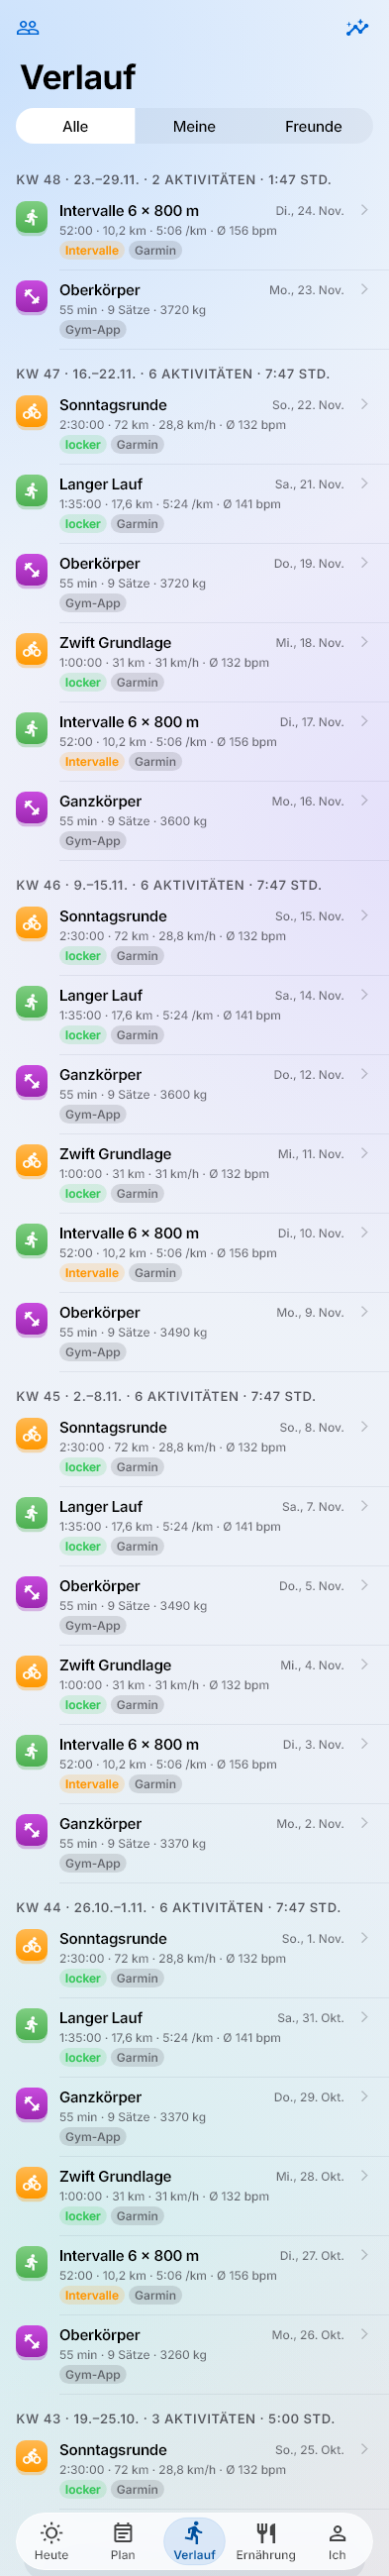 Verlauf
Alle Meine Freunde
KW 48 · 23.–29.11. · 2 AKTIVITÄTEN · 1:47 STD.
Intervalle 6 × 800 m Di., 24. Nov.
52:00 · 10,2 km · 5:06 /km · Ø 156 bpm
Intervalle Garmin
Oberkörper Mo., 23. Nov.
55 min · 9 Sätze · 3720 kg
Gym-App
KW 47 · 16.–22.11. · 6 AKTIVITÄTEN · 7:47 STD.
Sonntagsrunde So., 22. Nov.
2:30:00 · 72 km · 28,8 km/h · Ø 132 bpm
locker Garmin
Langer Lauf Sa., 21. Nov.
1:35:00 · 17,6 km · 5:24 /km · Ø 141 bpm
locker Garmin
Oberkörper Do., 19. Nov.
55 min · 9 Sätze · 3720 kg
Gym-App
Zwift Grundlage Mi., 18. Nov.
1:00:00 · 31 km · 31 km/h · Ø 132 bpm
locker Garmin
Intervalle 6 × 800 m Di., 17. Nov.
52:00 · 10,2 km · 5:06 /km · Ø 156 bpm
Intervalle Garmin
Ganzkörper Mo., 16. Nov.
55 min · 9 Sätze · 3600 kg
Gym-App
KW 46 · 9.–15.11. · 6 AKTIVITÄTEN · 7:47 STD.
Sonntagsrunde So., 15. Nov.
2:30:00 · 72 km · 28,8 km/h · Ø 132 bpm
locker Garmin
Langer Lauf Sa., 14. Nov.
1:35:00 · 17,6 km · 5:24 /km · Ø 141 bpm
locker Garmin
Ganzkörper Do., 12. Nov.
55 min · 9 Sätze · 3600 kg
Gym-App
Zwift Grundlage Mi., 11. Nov.
1:00:00 · 31 km · 31 km/h · Ø 132 bpm
locker Garmin
Intervalle 6 × 800 m Di., 10. Nov.
52:00 · 10,2 km · 5:06 /km · Ø 156 bpm
Intervalle Garmin
Oberkörper Mo., 9. Nov.
55 min · 9 Sätze · 3490 kg
Gym-App
KW 45 · 2.–8.11. · 6 AKTIVITÄTEN · 7:47 STD.
Sonntagsrunde So., 8. Nov.
2:30:00 · 72 km · 28,8 km/h · Ø 132 bpm
locker Garmin
Langer Lauf Sa., 7. Nov.
1:35:00 · 17,6 km · 5:24 /km · Ø 141 bpm
locker Garmin
Oberkörper Do., 5. Nov.
55 min · 9 Sätze · 3490 kg
Gym-App
Zwift Grundlage Mi., 4. Nov.
1:00:00 · 31 km · 31 km/h · Ø 132 bpm
locker Garmin
Intervalle 6 × 800 m Di., 3. Nov.
52:00 · 10,2 km · 5:06 /km · Ø 156 bpm
Intervalle Garmin
Ganzkörper Mo., 2. Nov.
55 min · 9 Sätze · 3370 kg
Gym-App
KW 44 · 26.10.–1.11. · 6 AKTIVITÄTEN · 7:47 STD.
Sonntagsrunde So., 1. Nov.
2:30:00 · 72 km · 28,8 km/h · Ø 132 bpm
locker Garmin
Langer Lauf Sa., 31. Okt.
1:35:00 · 17,6 km · 5:24 /km · Ø 141 bpm
locker Garmin
Ganzkörper Do., 29. Okt.
55 min · 9 Sätze · 3370 kg
Gym-App
Zwift Grundlage Mi., 28. Okt.
1:00:00 · 31 km · 31 km/h · Ø 132 bpm
locker Garmin
Intervalle 6 × 800 m Di., 27. Okt.
52:00 · 10,2 km · 5:06 /km · Ø 156 bpm
Intervalle Garmin
Oberkörper Mo., 26. Okt.
55 min · 9 Sätze · 3260 kg
Gym-App
KW 43 · 19.–25.10. · 3 AKTIVITÄTEN · 5:00 STD.
Sonntagsrunde So., 25. Okt.
2:30:00 · 72 km · 28,8 km/h · Ø 132 bpm
locker Garmin
Heute Plan Verlauf Ernährung Ich